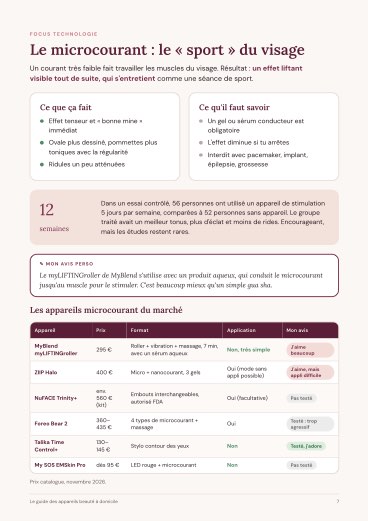 FOCUS TECHNOLOGIE
Le microcourant : le « sport » du visage
Un courant très faible fait travailler les muscles du visage. Résultat : un effet liftant
visible tout de suite, qui s'entretient comme une séance de sport.
Ce que ça fait
Effet tenseur et « bonne mine »
immédiat
Ovale plus dessiné, pommettes plus
toniques avec la régularité
Ridules un peu atténuées
Ce qu'il faut savoir
Un gel ou sérum conducteur est
obligatoire
L'effet diminue si tu arrêtes
Interdit avec pacemaker, implant,
épilepsie, grossesse
12
semaines
Dans un essai contrôlé, 56 personnes ont utilisé un appareil de stimulation
5 jours par semaine, comparées à 52 personnes sans appareil. Le groupe
traité avait un meilleur tonus, plus d'éclat et moins de rides. Encourageant,
mais les études restent rares.
MON AVIS PERSO
Le myLIFTINGroller de MyBlend s'utilise avec un produit aqueux, qui conduit le microcourant
jusqu'au muscle pour le stimuler. C'est beaucoup mieux qu'un simple gua sha.
Les appareils microcourant du marché
Appareil Prix Format Application Mon avis
MyBlend
myLIFTINGroller
295 €
Roller + vibration + massage, 7 min,
avec un sérum aqueux
Non, très simple
J'aime
beaucoup
ZIIP Halo
400 €
Micro + nanocourant, 3 gels
Oui (mode sans
appli possible)
J'aime, mais
appli difficile
NuFACE Trinity+
env.
560 €
(lot)
Embouts interchangeables,
autorisé FDA
Oui (facultative)
Pas testé
Foreo Bear 2
360–
435 €
4 types de microcourant +
massage
Oui
Testé : trop
agressif
Talika Time
Control+
130–
145 €
Stylo contour des yeux
Non
Testé, j'adore
My SOS EMSkin Pro
dès 95 €
LED rouge + microcourant
Non
Pas testé
Prix catalogue, novembre 2026.
Le guide des appareils beauté à domicile
7